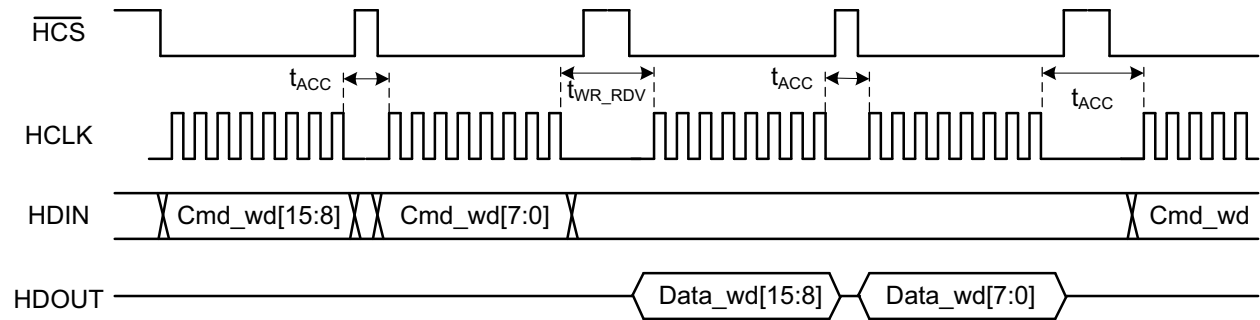 HCS
tACC
tWR_RDV
tACC
tACC
HCLK
HDIN
Cmd_wd[15:8]
Cmd_wd[7:0]
Cmd_wd
HDOUT
Data_wd[15:8]
Data_wd[7:0]